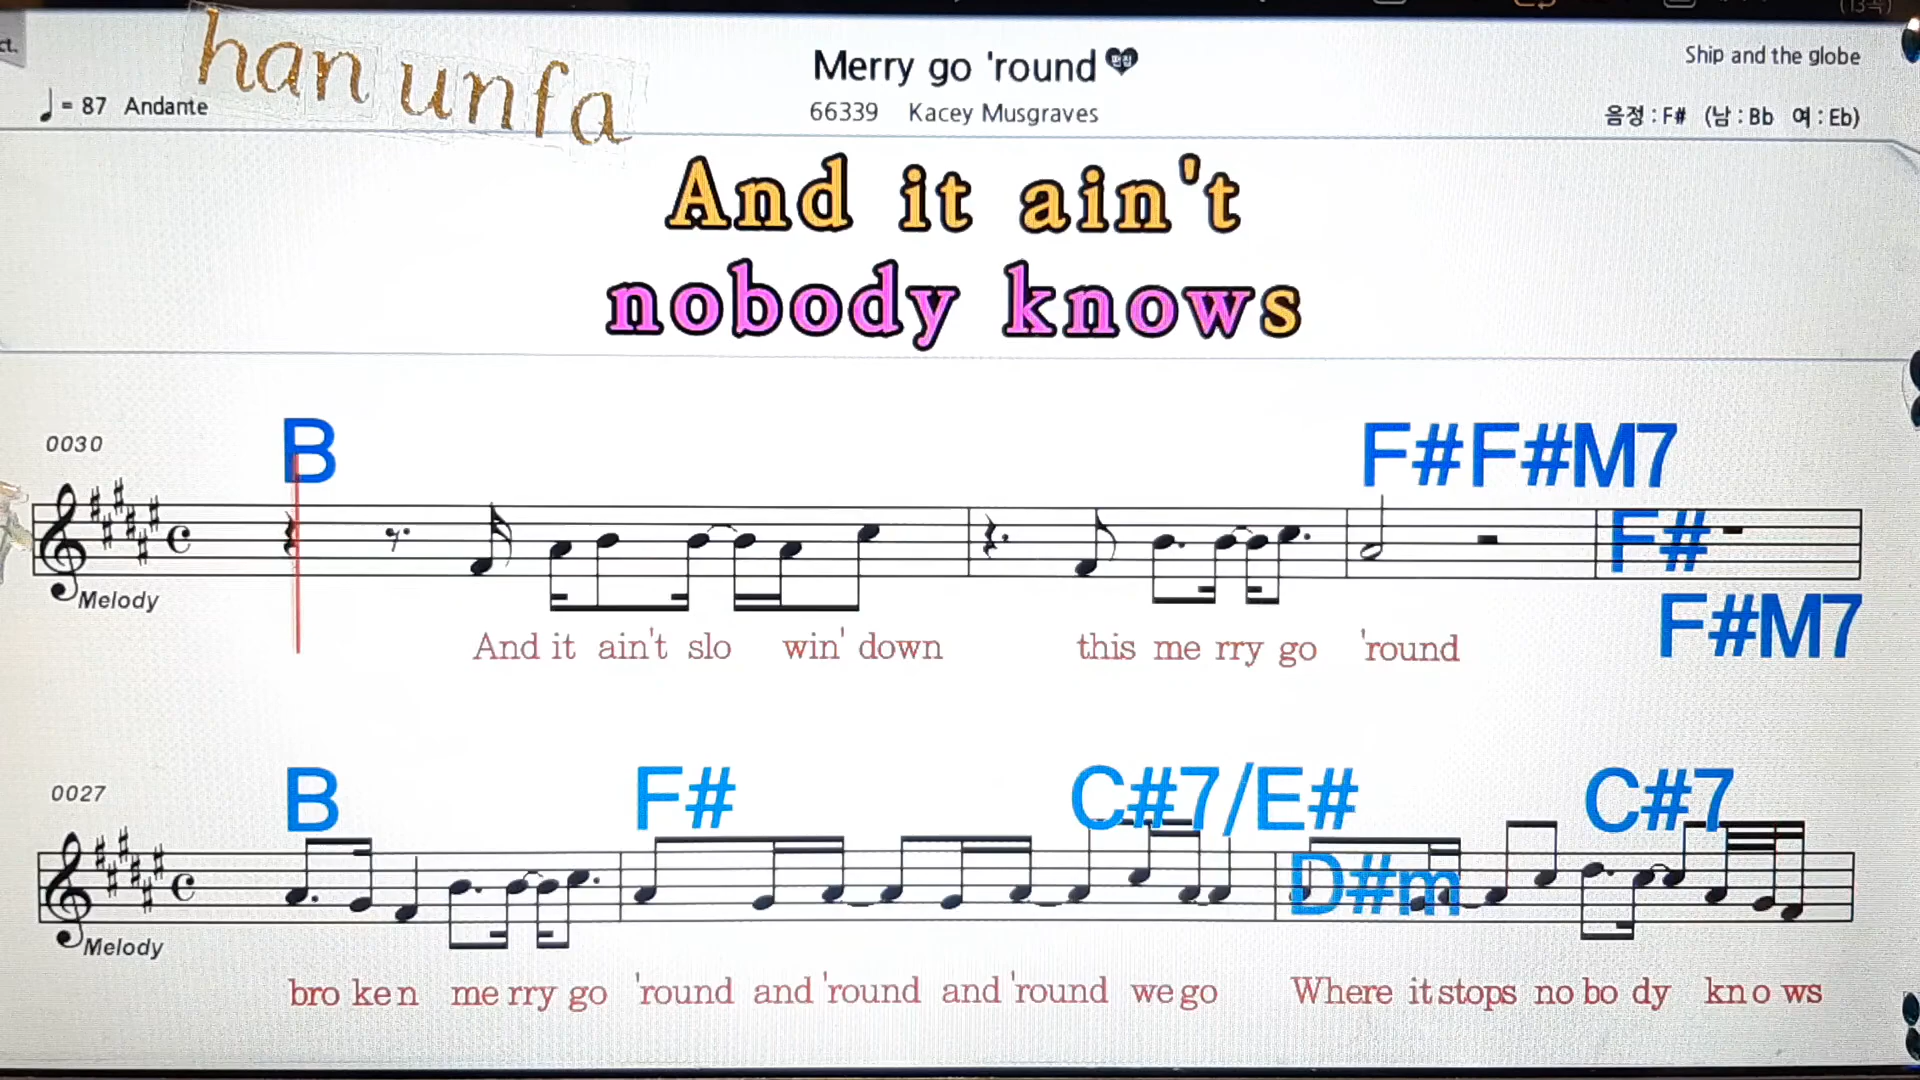 ct.
han unfa
Merry go 'round 편집
Ship and the globe
♩ = 87 Andante
66339 Kacey Musgraves
음정 : F# (남 : Bb 여 : Eb)
And it ain't
nobody knows
0030
B
F# F#M7
F#
Melody
F#M7
And it ain't slo win' down this me rry go 'round
0027
B F# C#7/E# C#7
D#m
Melody
bro ken me rry go 'round and 'round and 'round we go Where it stops no bo dy kno ws